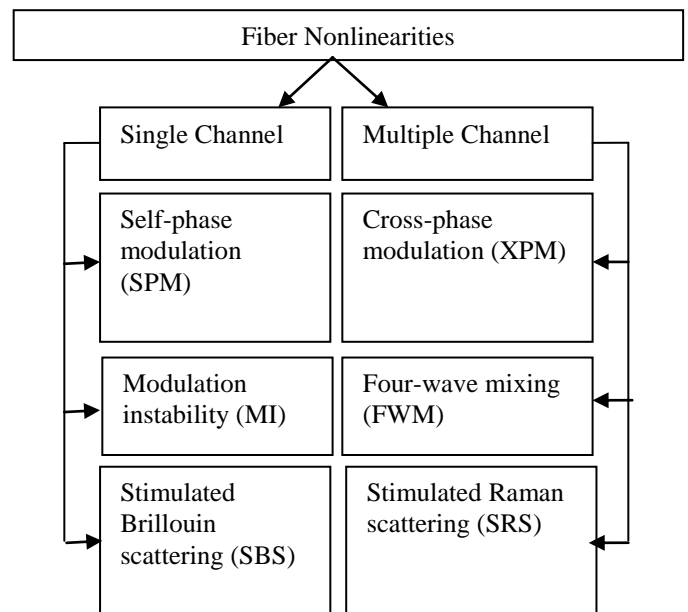 Fiber Nonlinearities
Single Channel
Multiple Channel
Self-phase
modulation
(SPM)
Cross-phase
modulation (XPM)
Modulation
instability (MI)
Four-wave mixing
(FWM)
Stimulated
Brillouin
scattering (SBS)
Stimulated Raman
scattering (SRS)